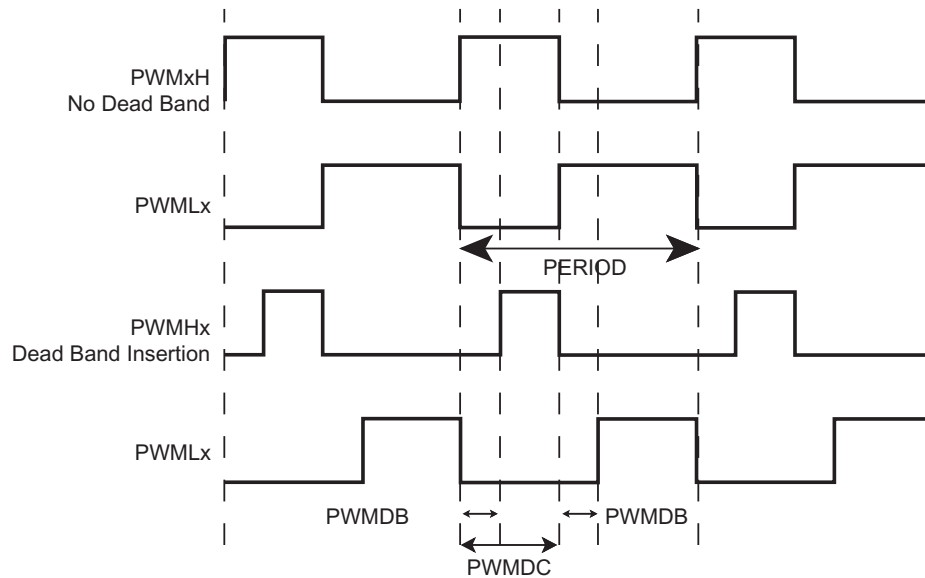 PWMxH
No Dead Band
PWMLx
PERIOD
PWMHx
Dead Band Insertion
PWMLx
PWMDB
PWMDB
PWMDC